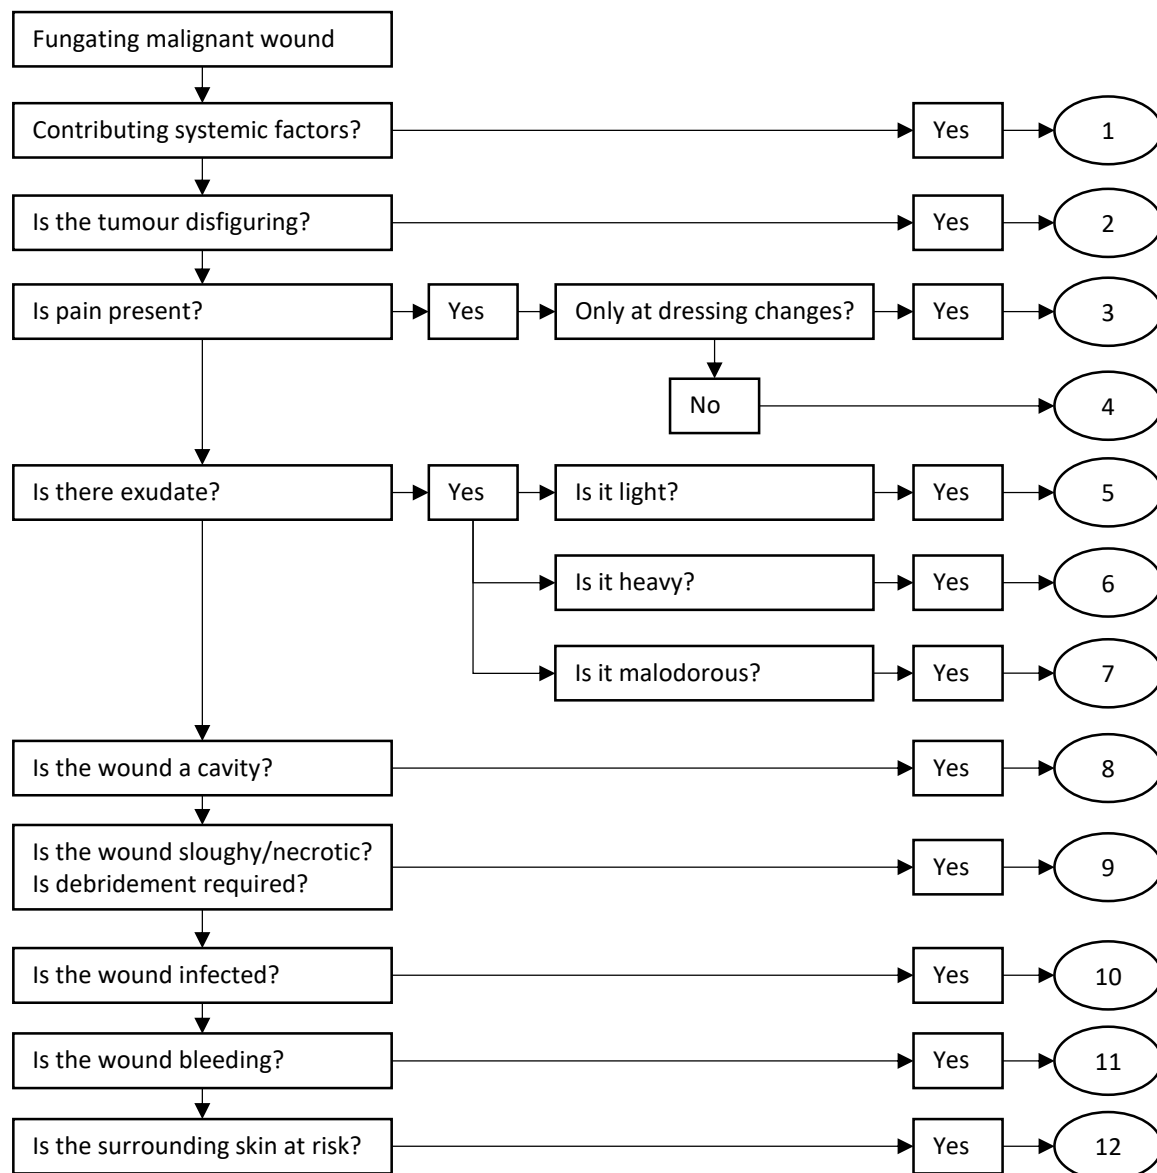 Fungating malignant wound
Contributing systemic factors?
Yes
1
Is the tumour disfiguring?
Yes
2
Is pain present?
Yes
Only at dressing changes?
Yes
3
No
4
Is there exudate?
Yes
Is it light?
Yes
5
Is it heavy?
Yes
6
Is it malodorous?
Yes
7
Is the wound a cavity?
Yes
8
Is the wound sloughy/necrotic?
Is debridement required?
Yes
9
Is the wound infected?
Yes
10
Is the wound bleeding?
Yes
11
Is the surrounding skin at risk?
Yes
12